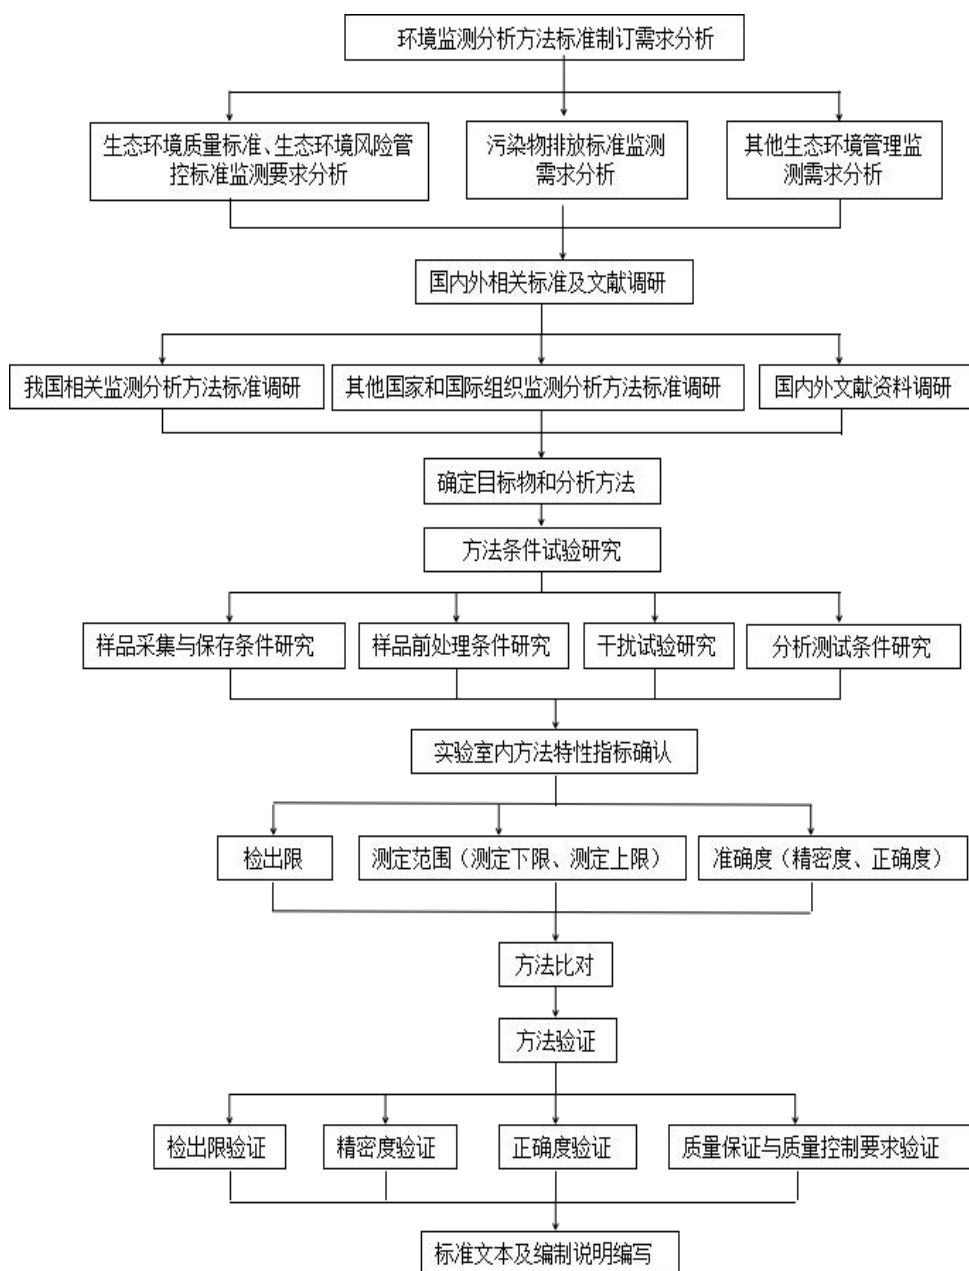 环境监测分析方法标准制订需求分析
生态环境质量标准、生态环境风险管
控标准监测要求分析
污染物排放标准监测
需求分析
其他生态环境管理监
测需求分析
国内外相关标准及文献调研
我国相关监测分析方法标准调研
其他国家和国际组织监测分析方法标准调研
国内外文献资料调研
确定目标物和分析方法
方法条件试验研究
样品采集与保存条件研究
样品前处理条件研究
干扰试验研究
分析测试条件研究
实验室内方法特性指标确认
检出限
测定范围（测定下限、测定上限）
准确度（精密度、正确度）
方法比对
方法验证
检出限验证
精密度验证
正确度验证
质量保证与质量控制要求验证
标准文本及编制说明编写